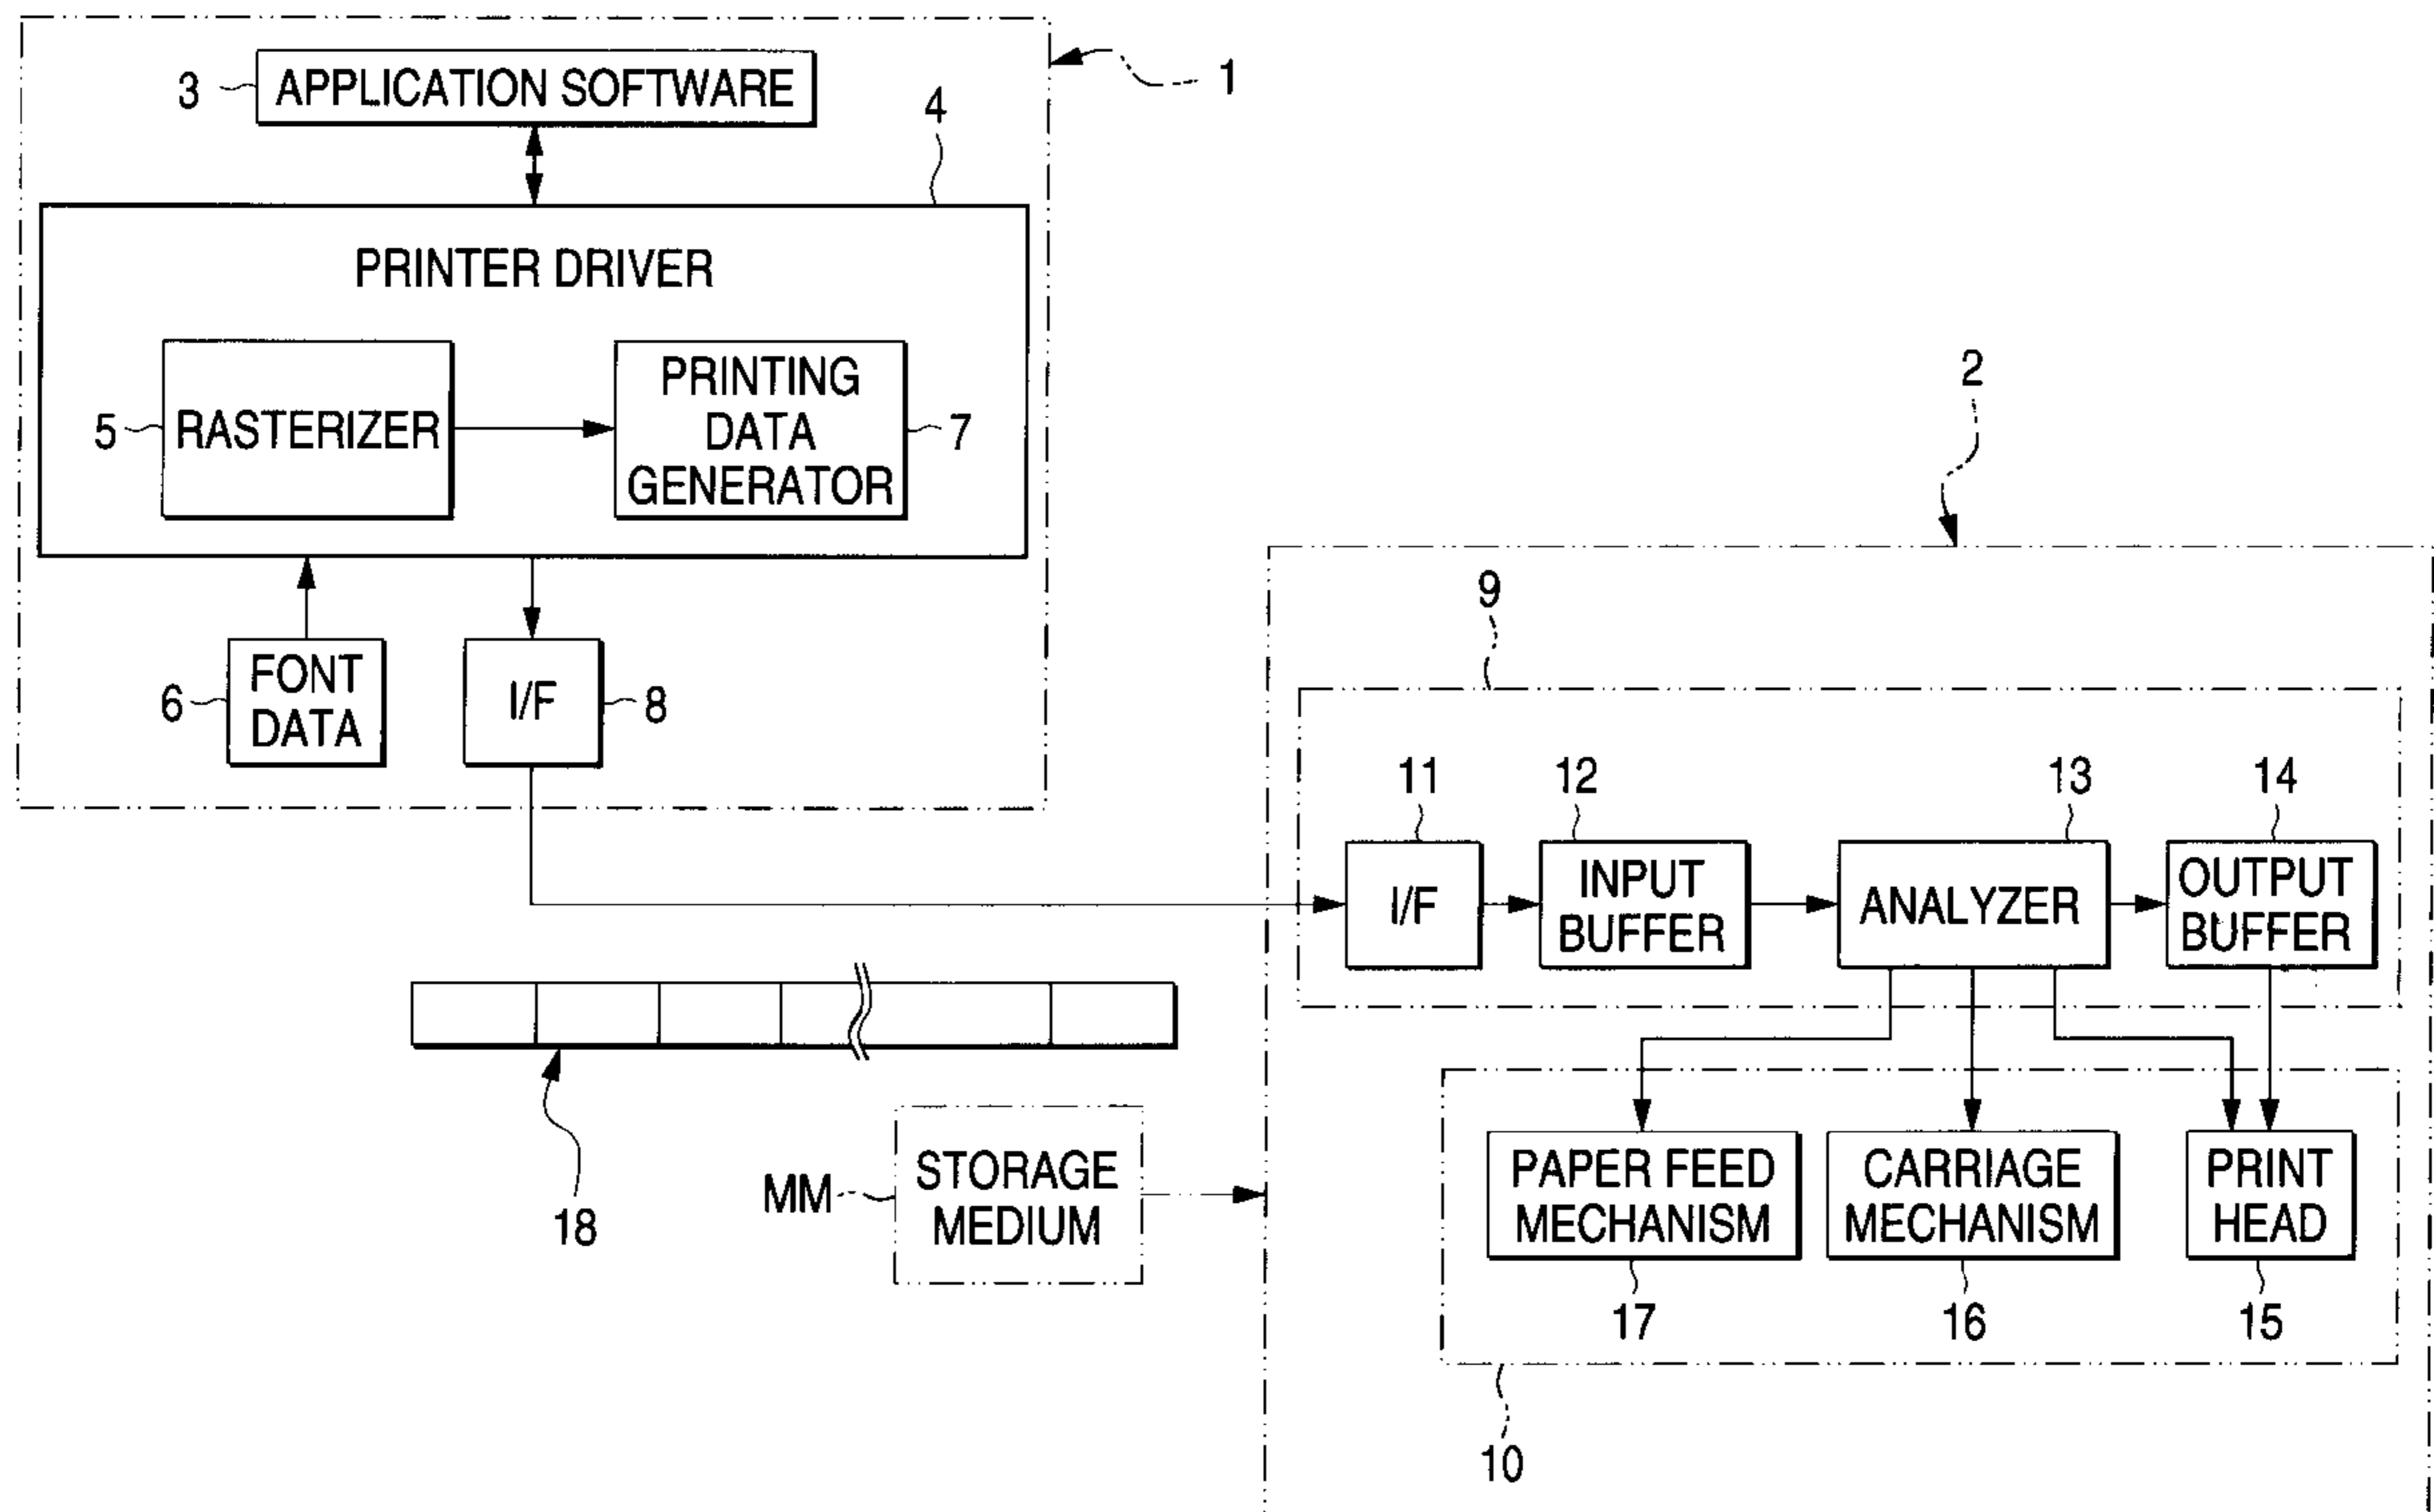 3
APPLICATION SOFTWARE
1
4
PRINTER DRIVER
5
RASTERIZER
PRINTING
DATA
GENERATOR
7
2
6
FONT
DATA
I/F
8
9
11
12
13
14
I/F
INPUT
BUFFER
ANALYZER
OUTPUT
BUFFER
18
MM
STORAGE
MEDIUM
PAPER FEED
MECHANISM
CARRIAGE
MECHANISM
PRINT
HEAD
17
16
15
10